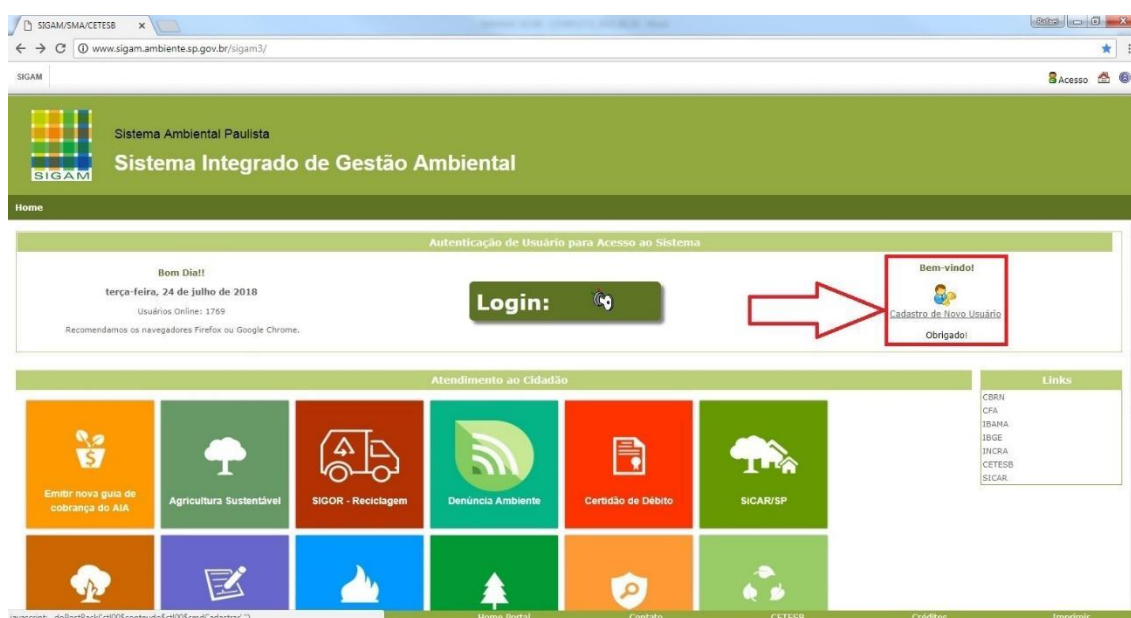 SIGAM/SMA/CETESB
www.sigam.ambiente.sp.gov.br/sigam3/
SIGAM
Acesso
SIGAM
Sistema Ambiental Paulista
Sistema Integrado de Gestão Ambiental
Home
Autenticação de Usuário para Acesso ao Sistema
Bom Dia!!
terça-feira, 24 de julho de 2018
Usuários Online: 1769
Recomendamos os navegadores Firefox ou Google Chrome.
Login:
Bem-vindo!
Cadastro de Novo Usuário
Obrigado!
Atendimento ao Cidadão
Emitir nova guia de
cobrança do AIA
Agricultura Sustentável
SIGOR - Reciclagem
Denúncia Ambiente
Certidão de Débito
SiCAR/SP
Links
CBRN
CFA
IBAMA
IBGE
INCRA
CETESB
SICAR
Home Portal
Contato
CETESB
Créditos
Imprimir